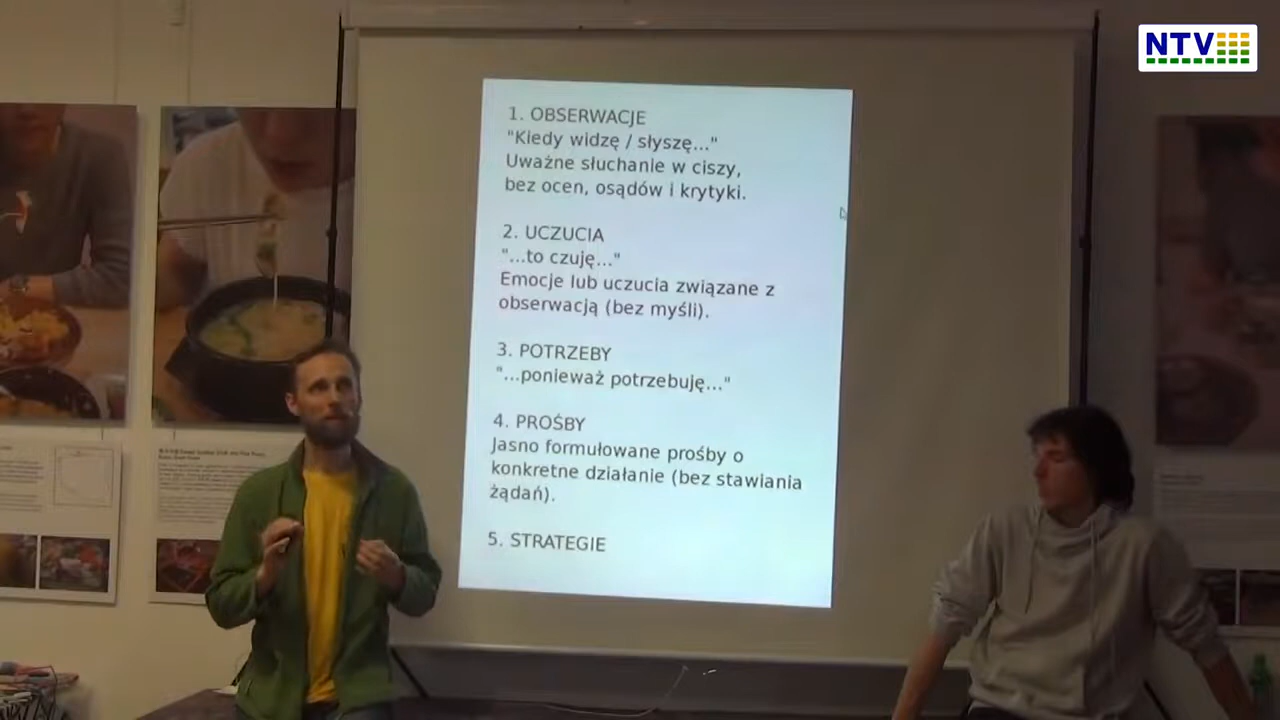 NTV
1. OBSERWACJE
"Kiedy widzę / słyszę..."
Uważne słuchanie w ciszy,
bez ocen, osądów i krytyki.
2. UCZUCIA
"...to czuję..."
Emocje lub uczucia związane z
obserwacją (bez myśli).
3. POTRZEBY
"...ponieważ potrzebuję..."
4. PROŚBY
Jasno formułowane prośby o
konkretne działanie (bez stawiania
żądań).
5. STRATEGIE